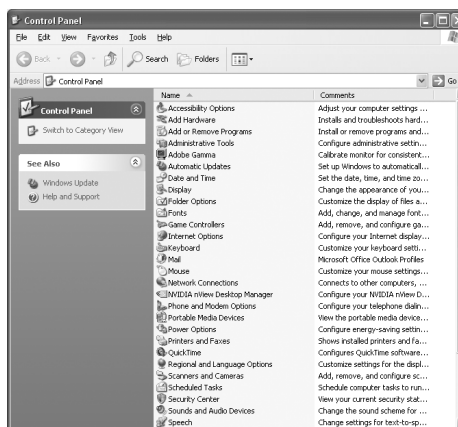 Control Panel
File Edit View Favorites Tools Help
Back Search Folders
Address Control Panel Go
Control Panel
Switch to Category View
See Also
Windows Update
Help and Support
Name Comments
Accessibility Options Adjust your computer settings ...
Add Hardware Installs and troubleshoots hard...
Add or Remove Programs Install or remove programs and...
Administrative Tools Configure administrative settin...
Adobe Gamma Calibrate monitor for consistent...
Automatic Updates Set up Windows to automaticall...
Date and Time Set the date, time, and time zo...
Display Change the appearance of you...
Folder Options Customize the display of files a...
Fonts Add, change, and manage font...
Game Controllers Add, remove, and configure ga...
Internet Options Configure your Internet display...
Keyboard Customize your keyboard setti...
Mail Microsoft Office Outlook Profiles
Mouse Customize your mouse settings...
Network Connections Connects to other computers, ...
NVIDIA nView Desktop Manager Configure your NVIDIA nView D...
Phone and Modem Options Configure your telephone dialin...
Portable Media Devices View the portable media device...
Power Options Configure energy-saving settin...
Printers and Faxes Shows installed printers and fa...
QuickTime Configures QuickTime software...
Regional and Language Options Customize settings for the displ...
Scanners and Cameras Add, remove, and configure sc...
Scheduled Tasks Schedule computer tasks to run...
Security Center View your current security stat...
Sounds and Audio Devices Change the sound scheme for ...
Speech Change settings for text-to-sp...